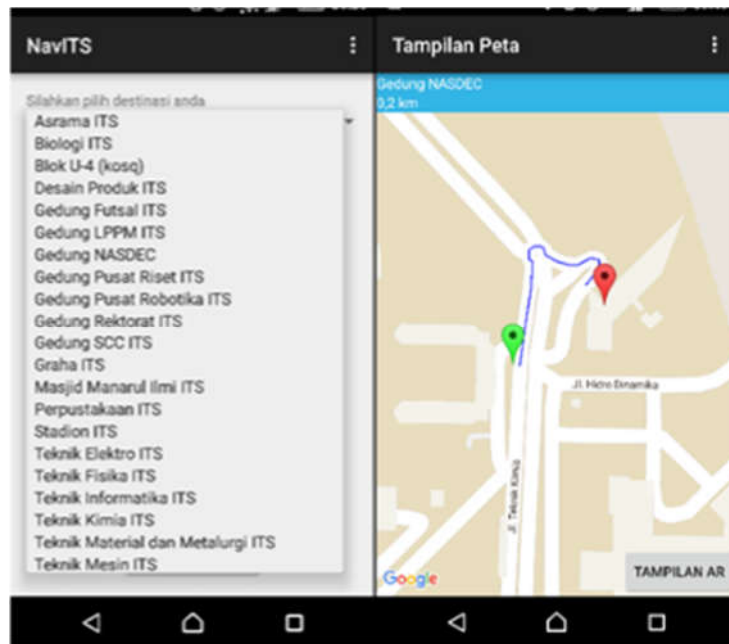 NavITS
Silahkan pilih destinasi anda
Asrama ITS
Biologi ITS
Blok U-4 (kosq)
Desain Produk ITS
Gedung Futsal ITS
Gedung LPPM ITS
Gedung NASDEC
Gedung Pusat Riset ITS
Gedung Pusat Robotika ITS
Gedung Rektorat ITS
Gedung SCC ITS
Graha ITS
Masjid Manarul Ilmi ITS
Perpustakaan ITS
Stadion ITS
Teknik Elektro ITS
Teknik Fisika ITS
Teknik Informatika ITS
Teknik Kimia ITS
Teknik Material dan Metalurgi ITS
Teknik Mesin ITS
Tampilan Peta
Gedung NASDEC
0,2 km
Jl. Hidro Dinamika
Jl. Teknik Kimia
Google
TAMPILAN AR